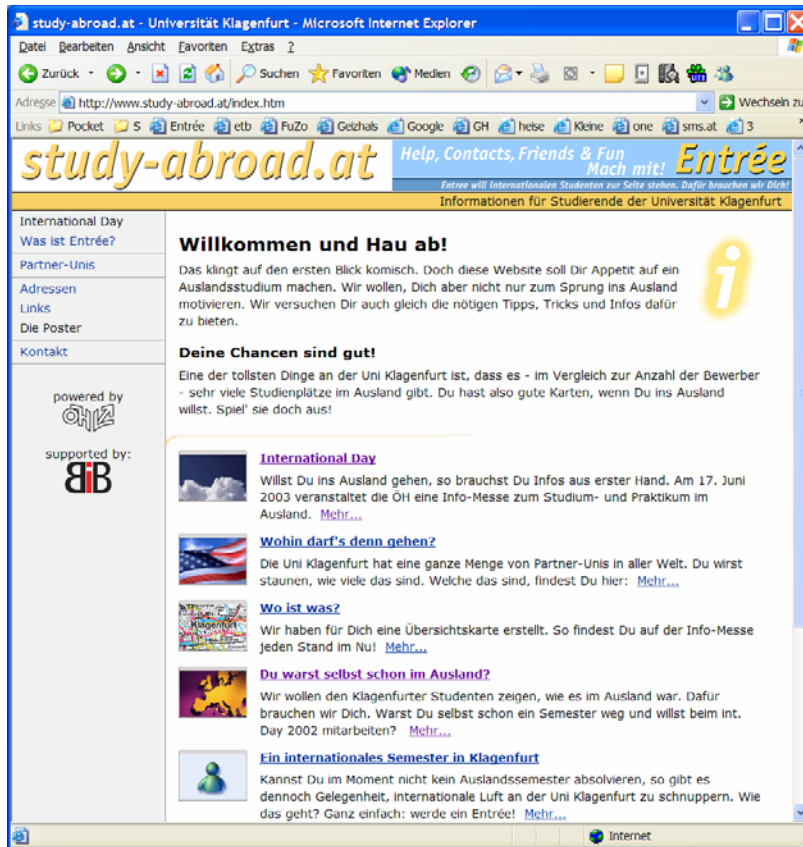 study-abroad.at - Universität Klagenfurt - Microsoft Internet Explorer
Datei Bearbeiten Ansicht Favoriten Extras ?
Zurück Suchen Favoriten Medien
Adresse http://www.study-abroad.at/index.htm Wechseln zu
Links Pocket S Entrée etb FuZo Geizhals Google GH heise Kleine one sms.at 3
study-abroad.at
Help, Contacts, Friends & Fun
Mach mit! Entrée
Entree will Internationalen Studenten zur Seite stehen. Dafür brauchen wir Dich!
Informationen für Studierende der Universität Klagenfurt
International Day
Was ist Entrée?
Partner-Unis
Adressen
Links
Die Poster
Kontakt
powered by
supported by:
BiB
Willkommen und Hau ab!
i
Das klingt auf den ersten Blick komisch. Doch diese Website soll Dir Appetit auf ein
Auslandsstudium machen. Wir wollen, Dich aber nicht nur zum Sprung ins Ausland
motivieren. Wir versuchen Dir auch gleich die nötigen Tipps, Tricks und Infos dafür
zu bieten.
Deine Chancen sind gut!
Eine der tollsten Dinge an der Uni Klagenfurt ist, dass es - im Vergleich zur Anzahl der Bewerber
- sehr viele Studienplätze im Ausland gibt. Du hast also gute Karten, wenn Du ins Ausland
willst. Spiel' sie doch aus!
International Day
Willst Du ins Ausland gehen, so brauchst Du Infos aus erster Hand. Am 17. Juni
2003 veranstaltet die ÖH eine Info-Messe zum Studium- und Praktikum im
Ausland. Mehr...
Wohin darf's denn gehen?
Die Uni Klagenfurt hat eine ganze Menge von Partner-Unis in aller Welt. Du wirst
staunen, wie viele das sind. Welche das sind, findest Du hier: Mehr...
Klagenfurt
Wo ist was?
Wir haben für Dich eine Übersichtskarte erstellt. So findest Du auf der Info-Messe
jeden Stand im Nu! Mehr...
Du warst selbst schon im Ausland?
Wir wollen den Klagenfurter Studenten zeigen, wie es im Ausland war. Dafür
brauchen wir Dich. Warst Du selbst schon ein Semester weg und willst beim int.
Day 2002 mitarbeiten? Mehr...
Ein internationales Semester in Klagenfurt
Kannst Du im Moment nicht kein Auslandssemester absolvieren, so gibt es
dennoch Gelegenheit, internationale Luft an der Uni Klagenfurt zu schnuppern. Wie
das geht? Ganz einfach: werde ein Entrée! Mehr...
Internet